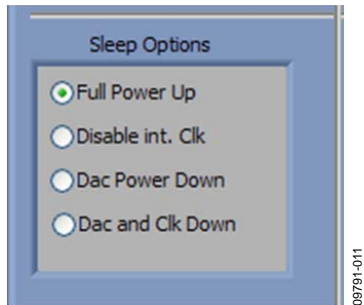 Sleep Options
Full Power Up
Disable int. Clk
Dac Power Down
Dac and Clk Down
09791-011